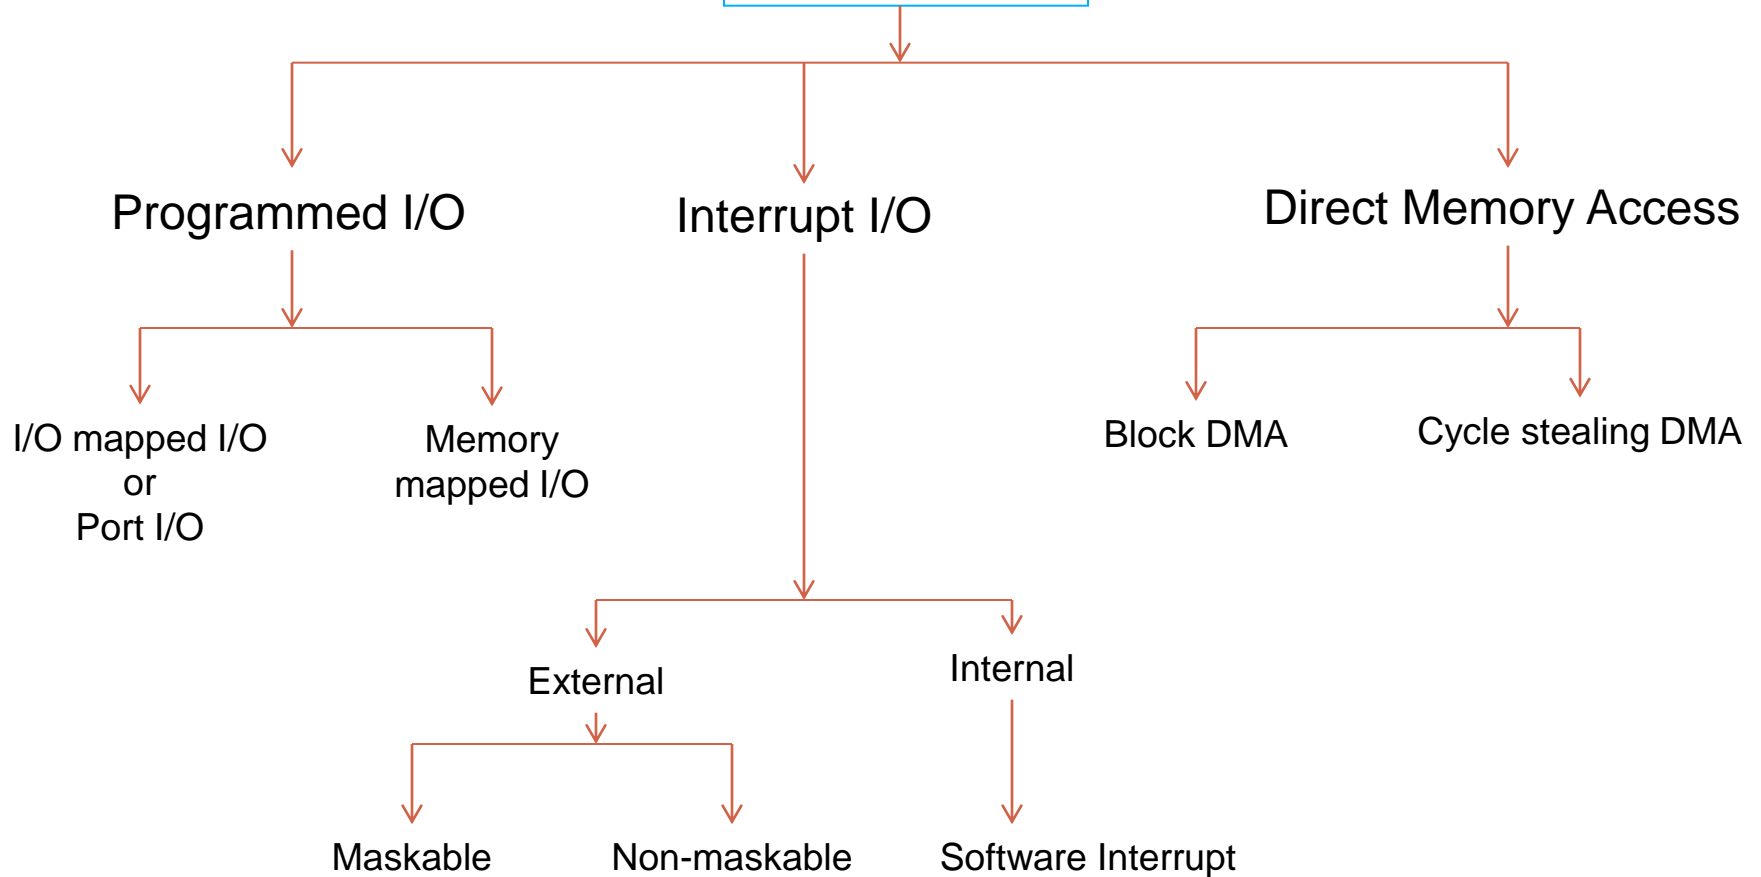 Programmed I/O
Interrupt I/O
Direct Memory Access
I/O mapped I/O
or
Port I/O
Memory
mapped I/O
Block DMA
Cycle stealing DMA
External
Internal
Maskable
Non-maskable
Software Interrupt